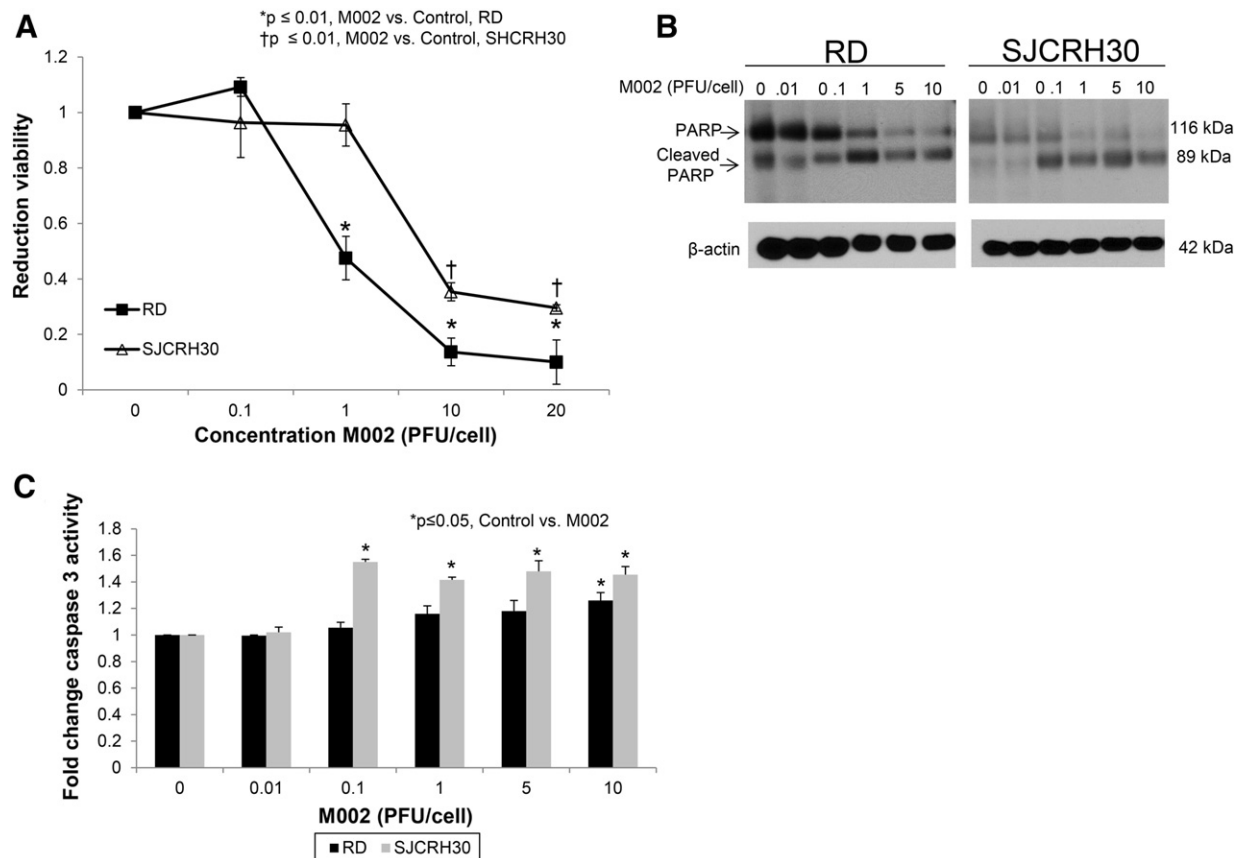 A
*p ≤ 0.01, M002 vs. Control, RD
†p ≤ 0.01, M002 vs. Control, SHCRH30
Reduction viability
1.2
1
0.8
0.6
0.4
0.2
0
*
†
†
*
*
RD
SJCRH30
0 0.1 1 10 20
Concentration M002 (PFU/cell)
B
RD SJCRH30
M002 (PFU/cell) 0 .01 0.1 1 5 10 0 .01 0.1 1 5 10
PARP 116 kDa
Cleaved 89 kDa
PARP
β-actin 42 kDa
C
*p≤0.05, Control vs. M002
Fold change caspase 3 activity
1.8
1.6
1.4
1.2
1
0.8
0.6
0.4
0.2
0
* * * * *
0 0.01 0.1 1 5 10
M002 (PFU/cell)
RD SJCRH30